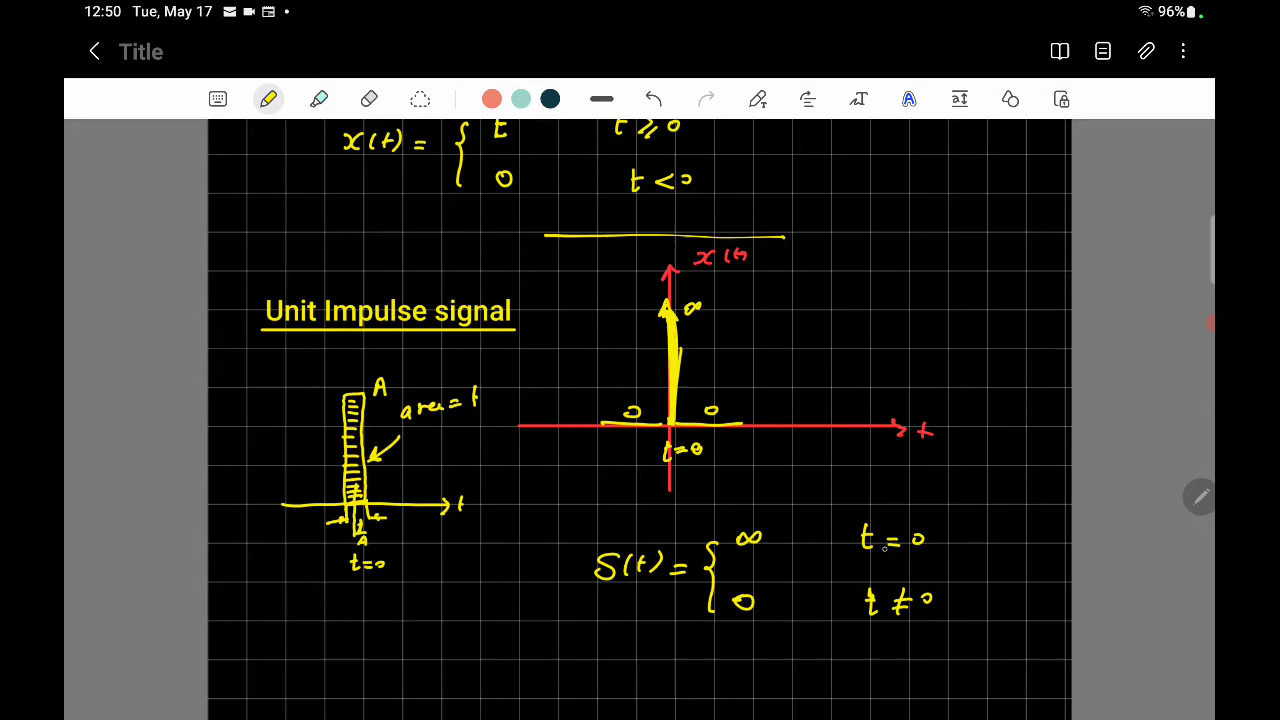 12:50 Tue, May 17
96%
Title
x(t) = { t t ≥ 0
0 t < 0
x(t)
Unit Impulse signal
∞
A
area = 1
0 0
t
t=0
t
1/A
t=0
δ(t) = { ∞ t = 0
0 t ≠ 0